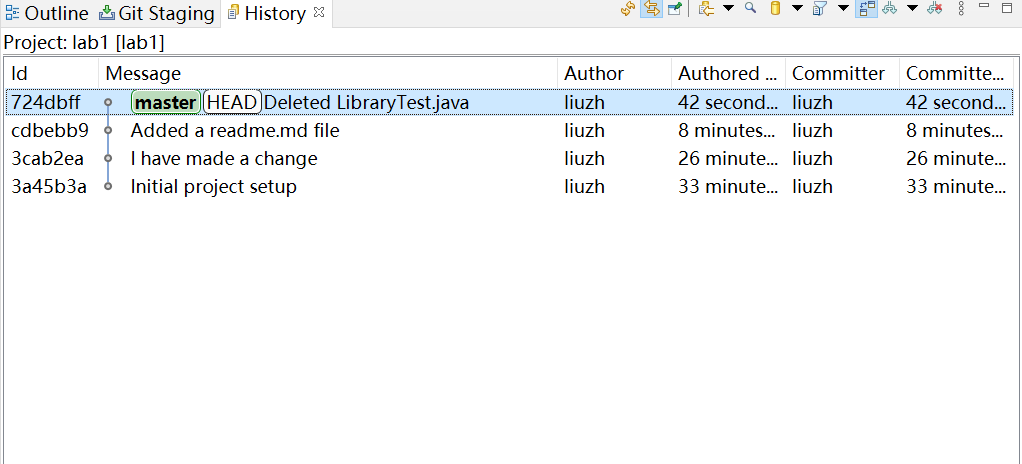 Outline Git Staging History
Project: lab1 [lab1]
Id Message Author Authored ... Committer Committe...
724dbff master HEAD Deleted LibraryTest.java liuzh 42 second... liuzh 42 second...
cdbebb9 Added a readme.md file liuzh 8 minutes... liuzh 8 minutes...
3cab2ea I have made a change liuzh 26 minute... liuzh 26 minute...
3a45b3a Initial project setup liuzh 33 minute... liuzh 33 minute...